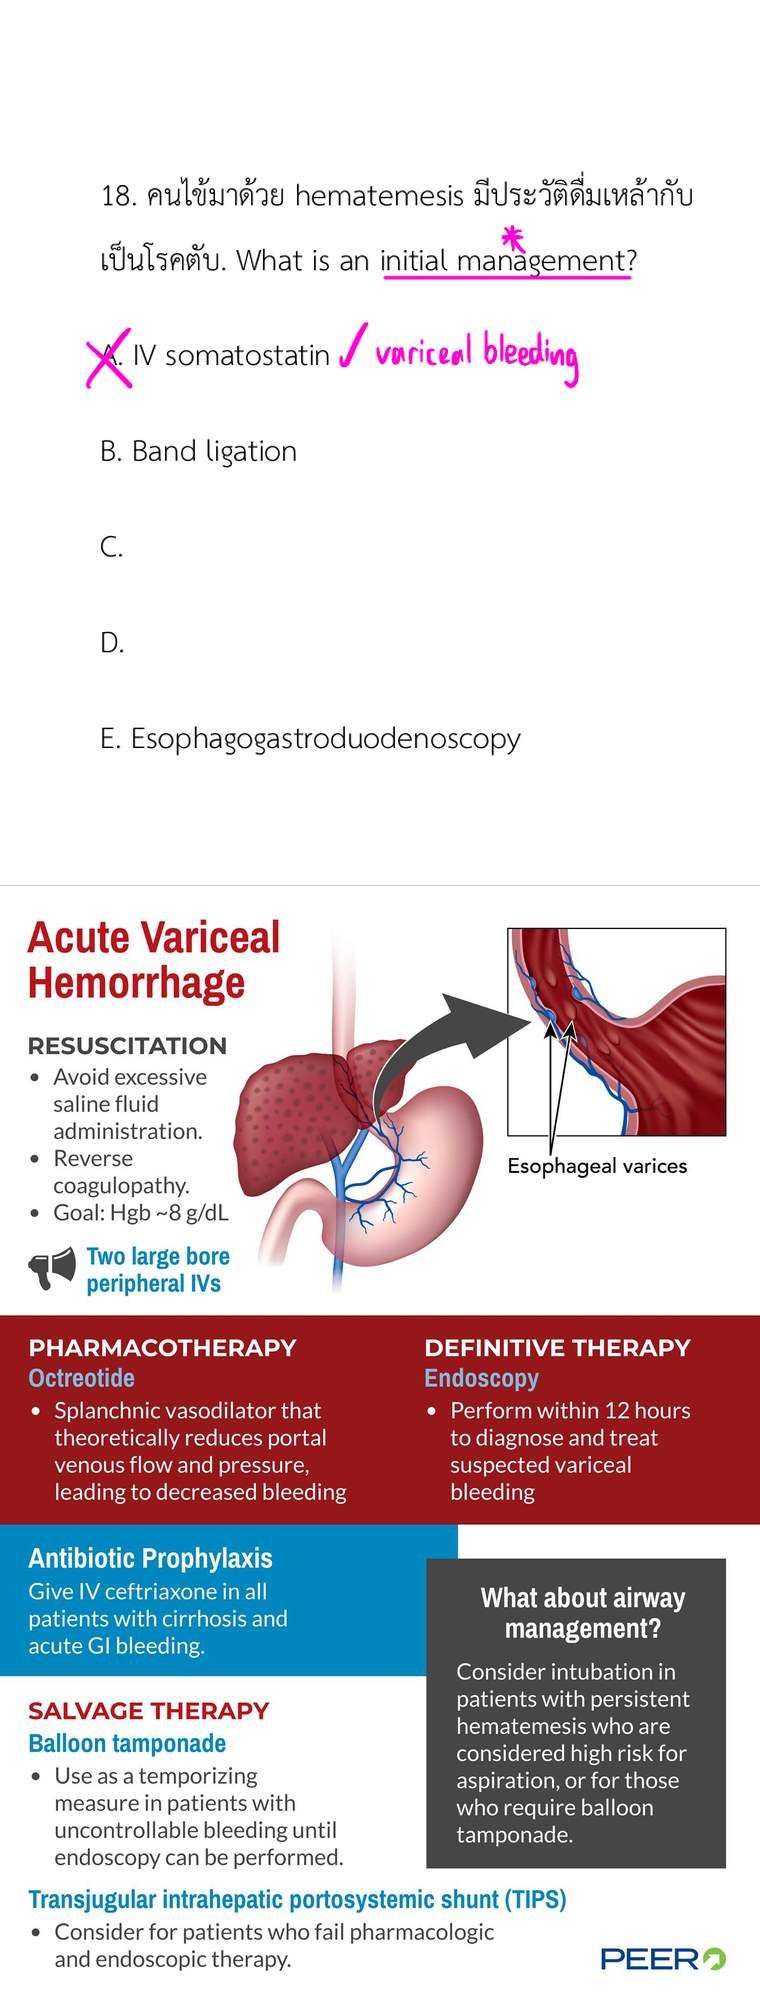 18. คนไข้มาด้วย hematemesis มีประวัติดื่มเหล้ากับ
เป็นโรคตับ. What is an initial management?
A. IV somatostatin ✓ variceal bleeding
B. Band ligation
C.
D.
E. Esophagogastroduodenoscopy
Acute Variceal
Hemorrhage
RESUSCITATION
• Avoid excessive
saline fluid
administration.
• Reverse
coagulopathy.
• Goal: Hgb ~8 g/dL
Two large bore
peripheral IVs
Esophageal varices
PHARMACOTHERAPY
Octreotide
• Splanchnic vasodilator that
theoretically reduces portal
venous flow and pressure,
leading to decreased bleeding
DEFINITIVE THERAPY
Endoscopy
• Perform within 12 hours
to diagnose and treat
suspected variceal
bleeding
Antibiotic Prophylaxis
Give IV ceftriaxone in all
patients with cirrhosis and
acute GI bleeding.
What about airway
management?
Consider intubation in
patients with persistent
hematemesis who are
considered high risk for
aspiration, or for those
who require balloon
tamponade.
SALVAGE THERAPY
Balloon tamponade
• Use as a temporizing
measure in patients with
uncontrollable bleeding until
endoscopy can be performed.
Transjugular intrahepatic portosystemic shunt (TIPS)
• Consider for patients who fail pharmacologic
and endoscopic therapy.
PEER